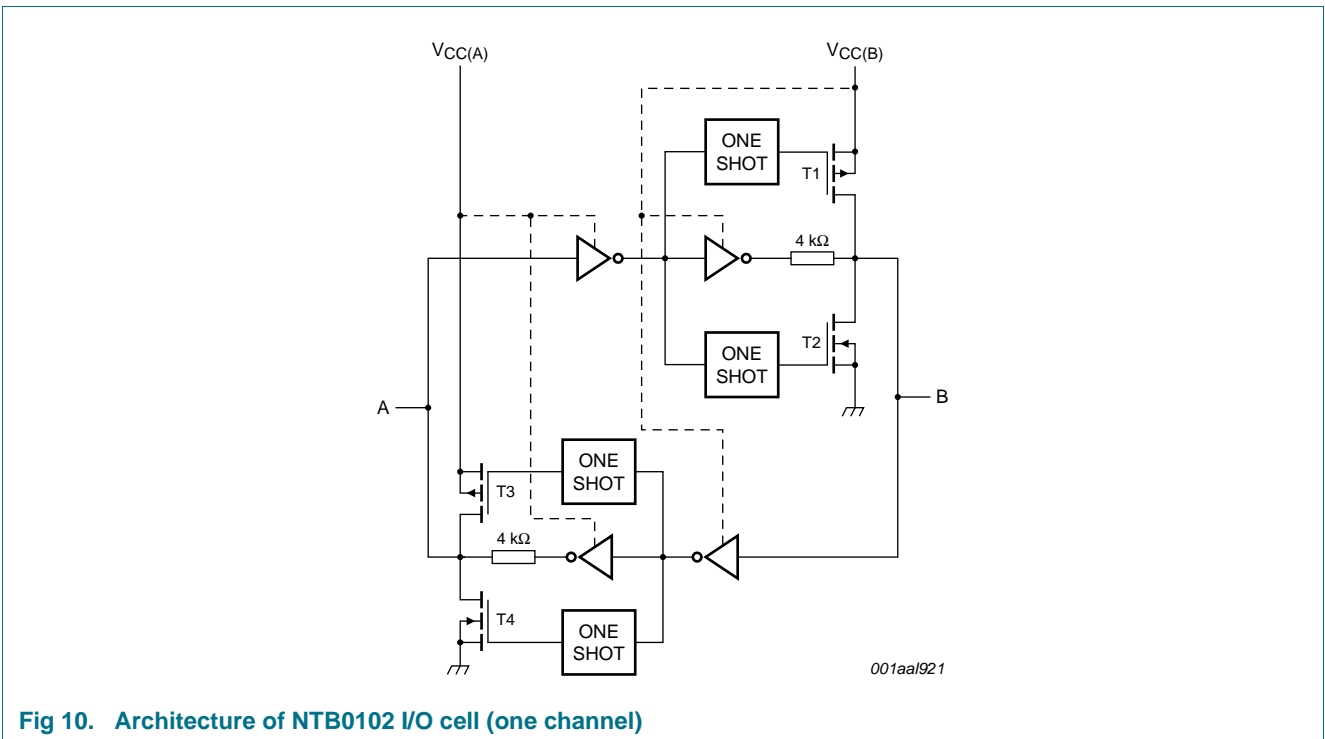 VCC(A)
VCC(B)
ONE
SHOT
T1
4 kΩ
ONE
SHOT
T2
A
B
ONE
SHOT
T3
4 kΩ
T4
ONE
SHOT
001aal921
Fig 10. Architecture of NTB0102 I/O cell (one channel)